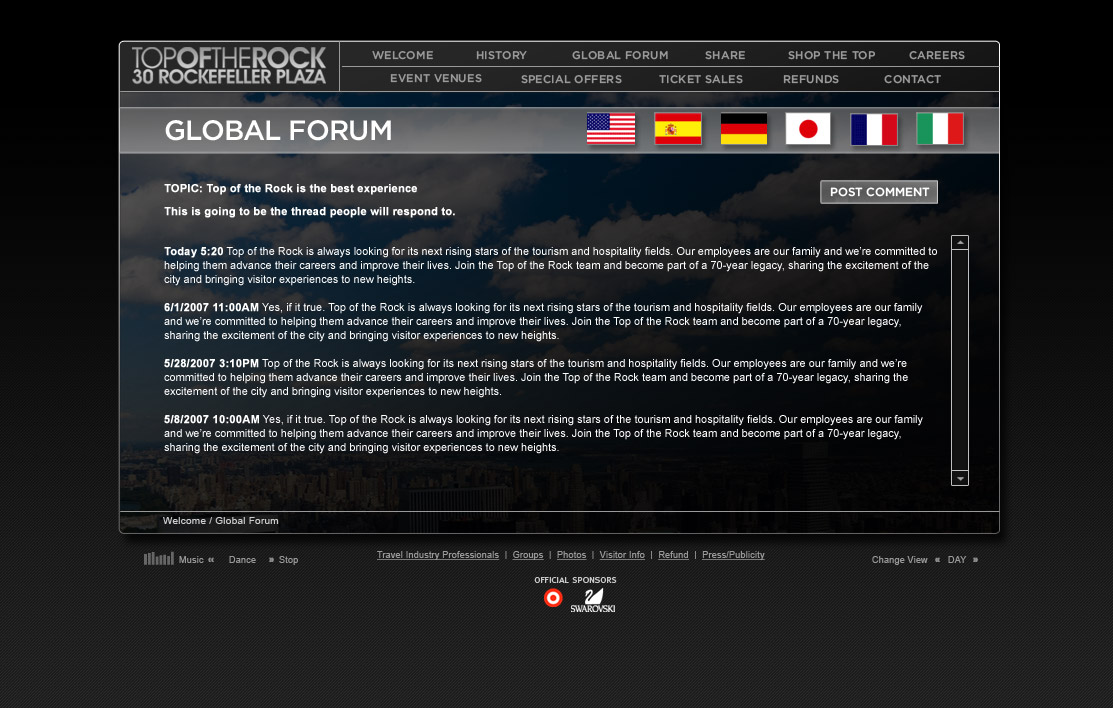 TOPOFTHEROCK
30 ROCKEFELLER PLAZA
WELCOME HISTORY GLOBAL FORUM SHARE SHOP THE TOP CAREERS
EVENT VENUES SPECIAL OFFERS TICKET SALES REFUNDS CONTACT
GLOBAL FORUM
TOPIC: Top of the Rock is the best experience
POST COMMENT
This is going to be the thread people will respond to.
Today 5:20 Top of the Rock is always looking for its next rising stars of the tourism and hospitality fields. Our employees are our family and we're committed to
helping them advance their careers and improve their lives. Join the Top of the Rock team and become part of a 70-year legacy, sharing the excitement of the
city and bringing visitor experiences to new heights.
6/1/2007 11:00AM Yes, if it true. Top of the Rock is always looking for its next rising stars of the tourism and hospitality fields. Our employees are our family
and we're committed to helping them advance their careers and improve their lives. Join the Top of the Rock team and become part of a 70-year legacy,
sharing the excitement of the city and bringing visitor experiences to new heights.
5/28/2007 3:10PM Top of the Rock is always looking for its next rising stars of the tourism and hospitality fields. Our employees are our family and we're
committed to helping them advance their careers and improve their lives. Join the Top of the Rock team and become part of a 70-year legacy, sharing the
excitement of the city and bringing visitor experiences to new heights.
5/8/2007 10:00AM Yes, if it true. Top of the Rock is always looking for its next rising stars of the tourism and hospitality fields. Our employees are our family
and we're committed to helping them advance their careers and improve their lives. Join the Top of the Rock team and become part of a 70-year legacy,
sharing the excitement of the city and bringing visitor experiences to new heights.
Welcome / Global Forum
Music « Dance » Stop
Travel Industry Professionals | Groups | Photos | Visitor Info | Refund | Press/Publicity
Change View « DAY »
OFFICIAL SPONSORS
SWAROVSKI